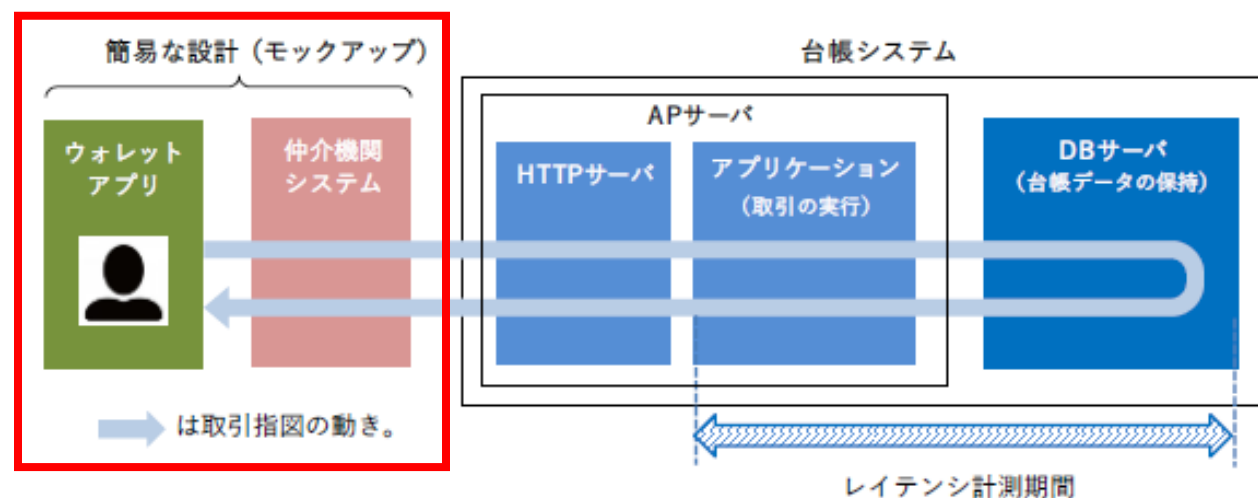 簡易な設計（モックアップ）
台帳システム
APサーバ
ウォレット
アプリ
仲介機関
システム
HTTPサーバ
アプリケーション
（取引の実行）
DBサーバ
（台帳データの保持）
は取引指図の動き。
レイテンシ計測期間